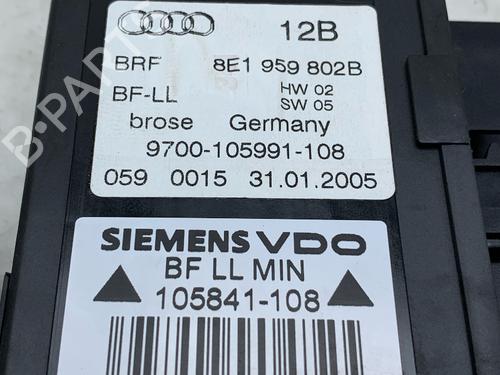 12B
BRF 8E1 959 802B
BF-LL HW 02
SW 05
brose Germany
9700-105991-108
059 0015 31.01.2005
SIEMENS VDO
BF LL MIN
105841-108
B-PARTS